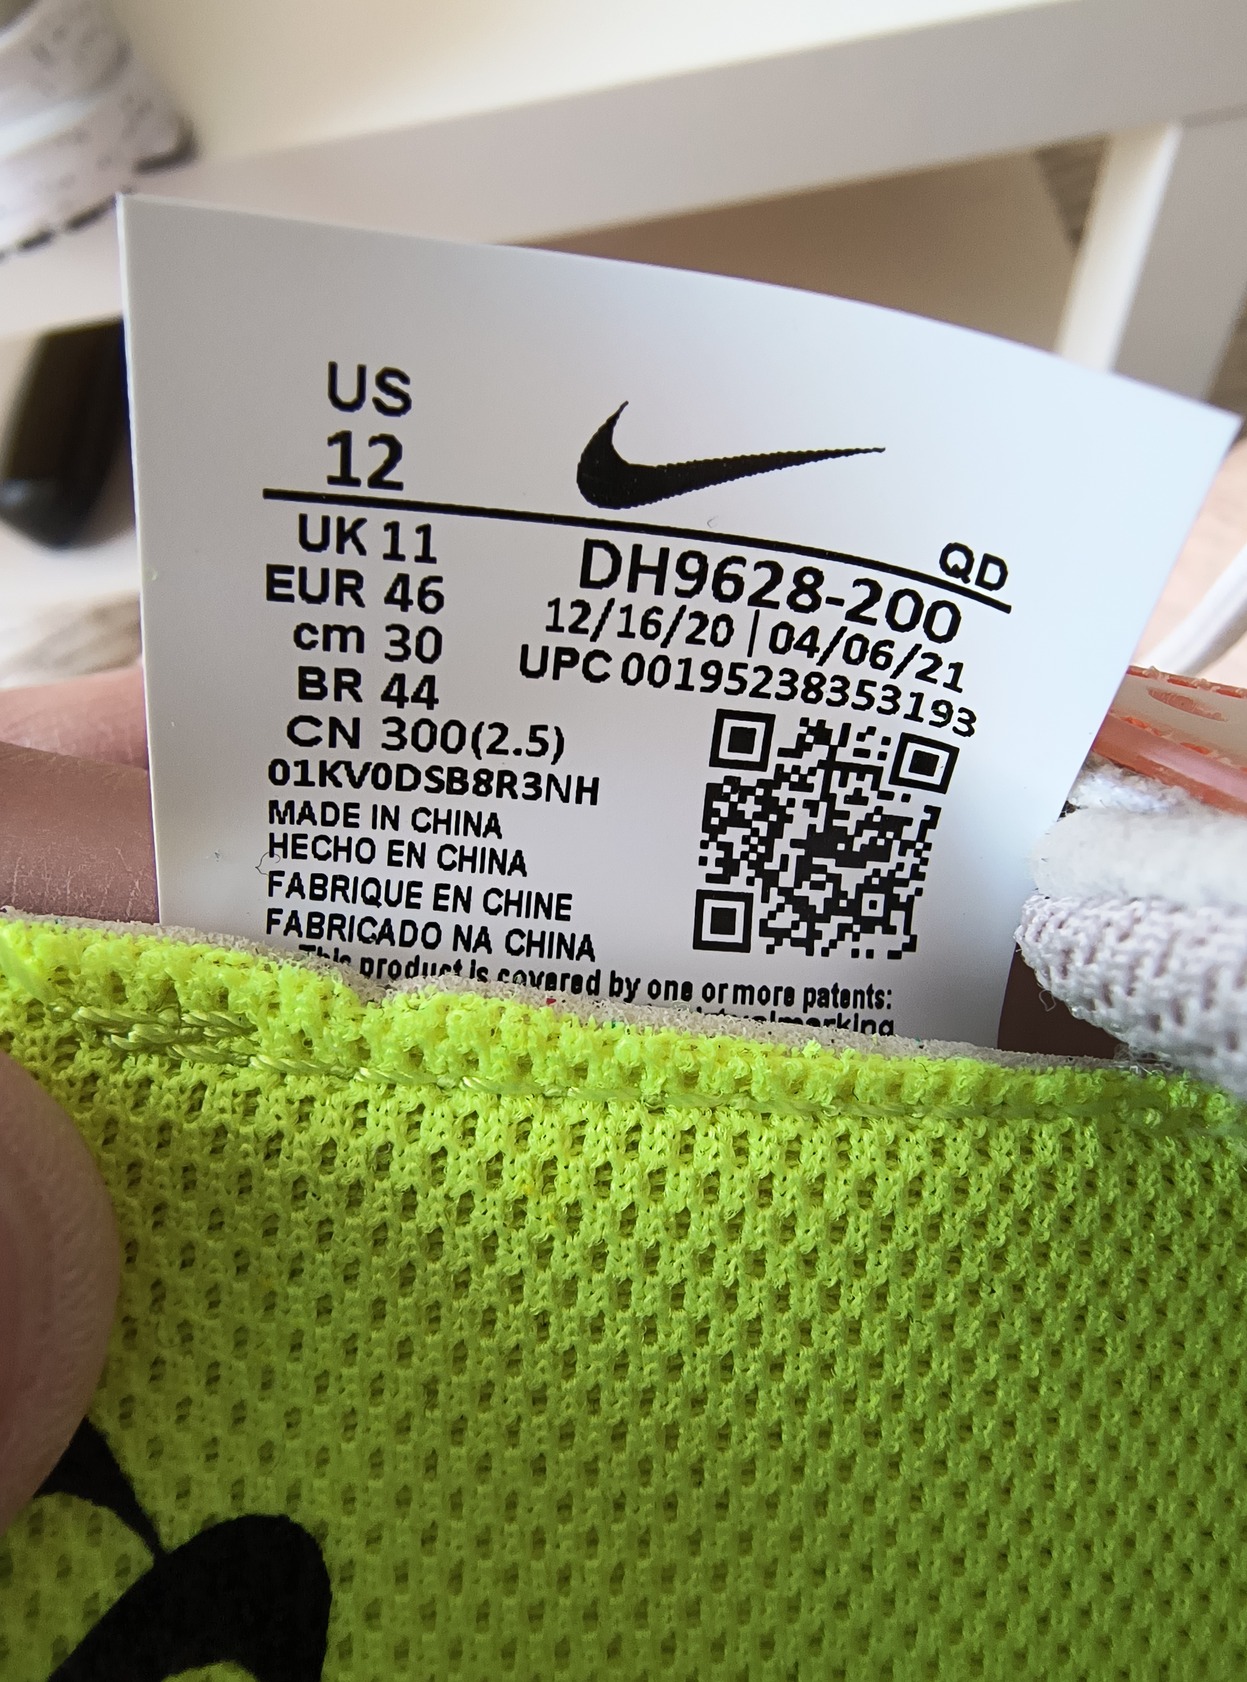 US
12
UK 11
EUR 46
cm 30
BR 44
CN 300(2.5)
01KV0DSB8R3NH
MADE IN CHINA
HECHO EN CHINA
FABRIQUE EN CHINE
FABRICADO NA CHINA
This product is covered by one or more patents:
QD
DH9628-200
12/16/20 | 04/06/21
UPC 00195238353193